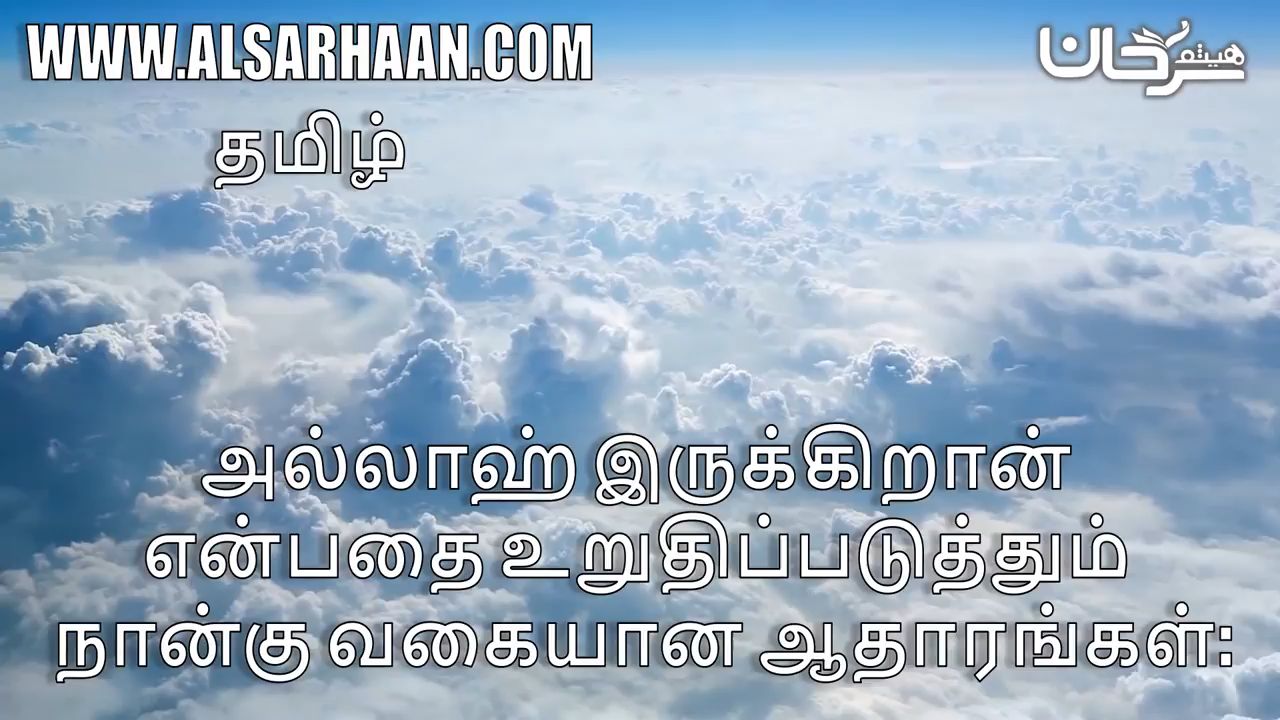 WWW.ALSARHAAN.COM
هيثم سرحان
தமிழ்
அல்லாஹ் இருக்கிறான்
என்பதை உறுதிப்படுத்தும்
நான்கு வகையான ஆதாரங்கள்: